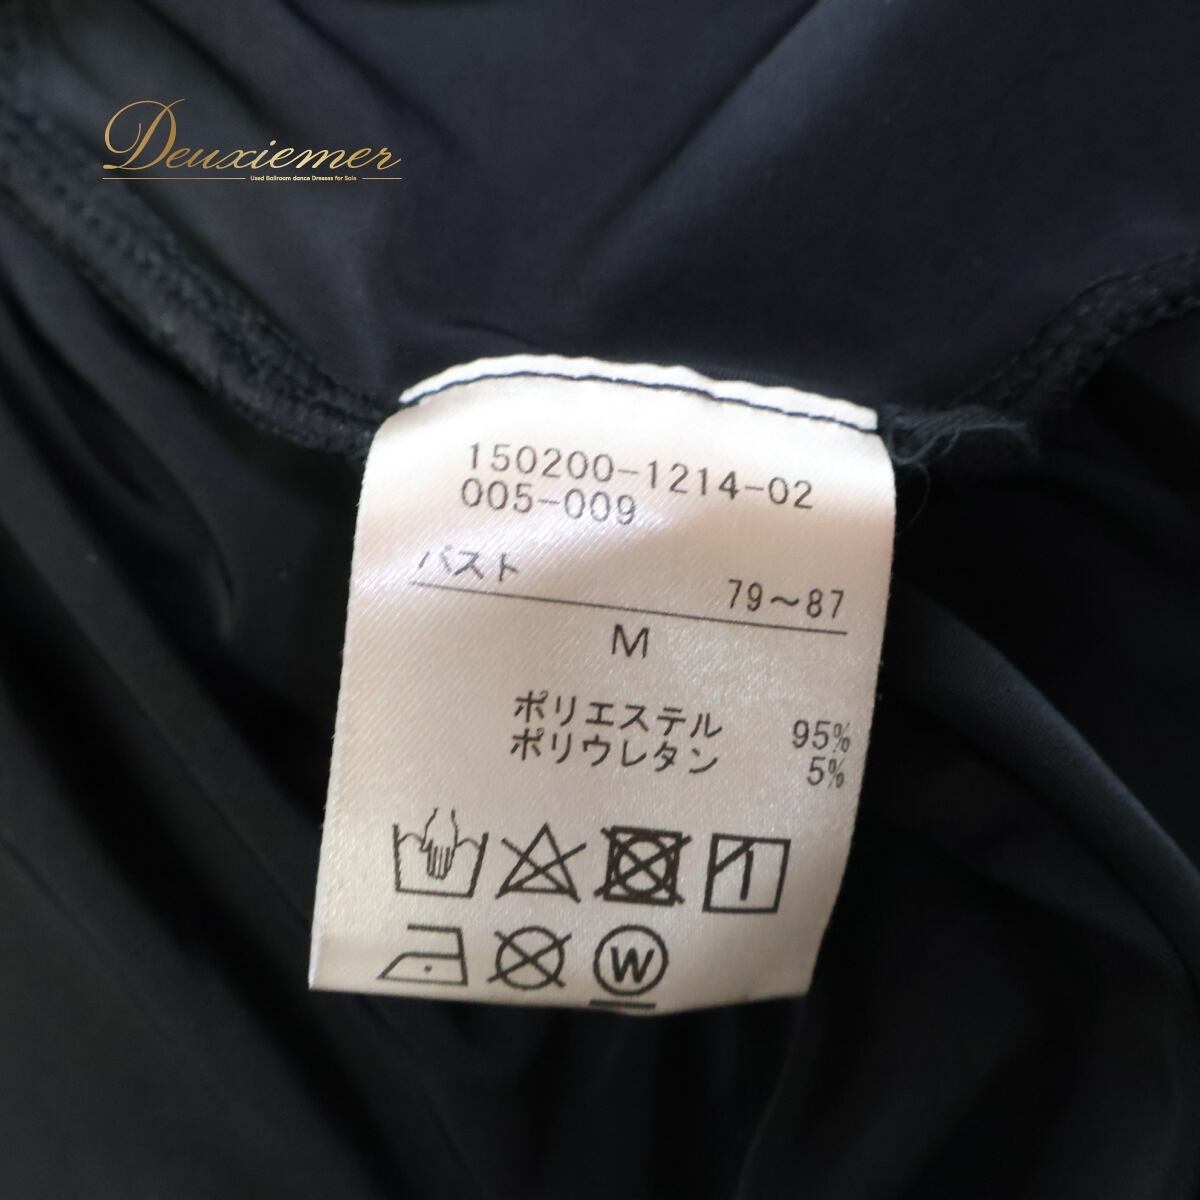 Deuxiemer
Used Ballroom dance Dresses for Sale
150200-1214-02
005-009
バスト 79〜87
M
ポリエステル 95%
ポリウレタン 5%
W